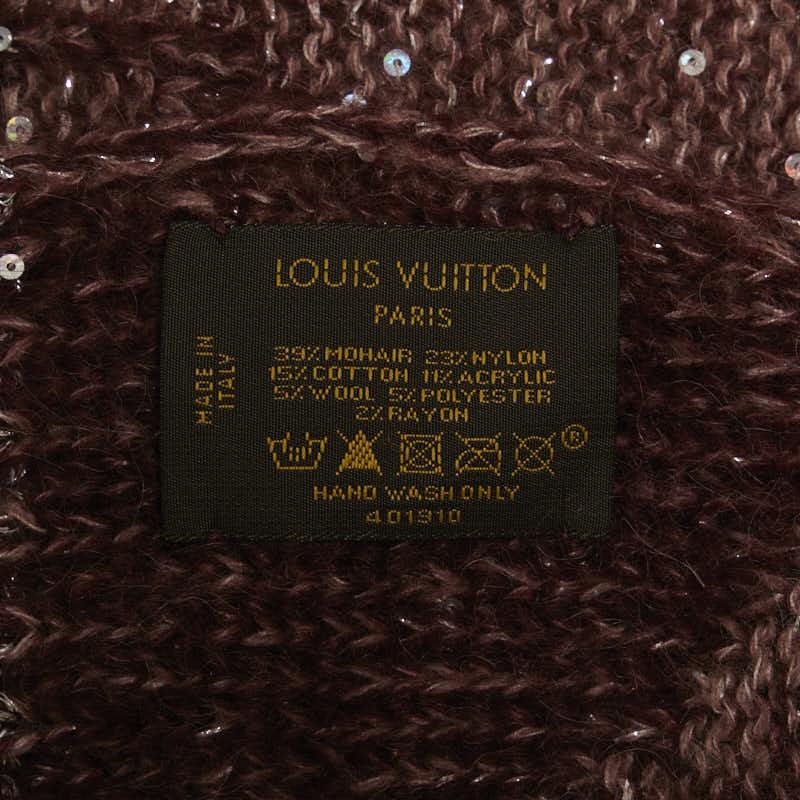 LOUIS VUITTON
PARIS
MADE IN
ITALY
39% MOHAIR 23% NYLON
15% COTTON 11% ACRYLIC
5% WOOL 5% POLYESTER
2% RAYON
®
HAND WASH ONLY
401910